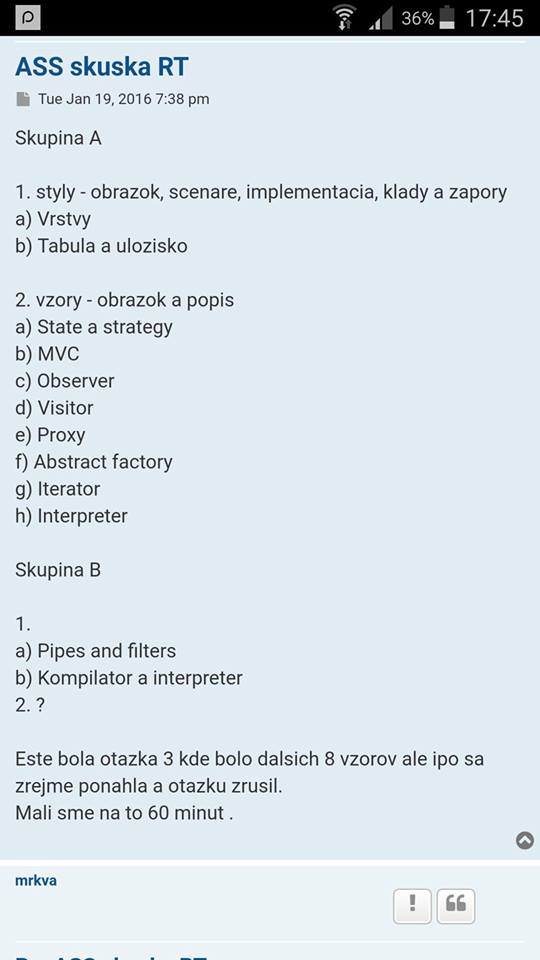 36% 17:45
ASS skuska RT
Tue Jan 19, 2016 7:38 pm
Skupina A
1. styly - obrazok, scenare, implementacia, klady a zapory
a) Vrstvy
b) Tabula a ulozisko
2. vzory - obrazok a popis
a) State a strategy
b) MVC
c) Observer
d) Visitor
e) Proxy
f) Abstract factory
g) Iterator
h) Interpreter
Skupina B
1.
a) Pipes and filters
b) Kompilator a interpreter
2. ?
Este bola otazka 3 kde bolo dalsich 8 vzorov ale ipo sa
zrejme ponahla a otazku zrusil.
Mali sme na to 60 minut .
mrkva